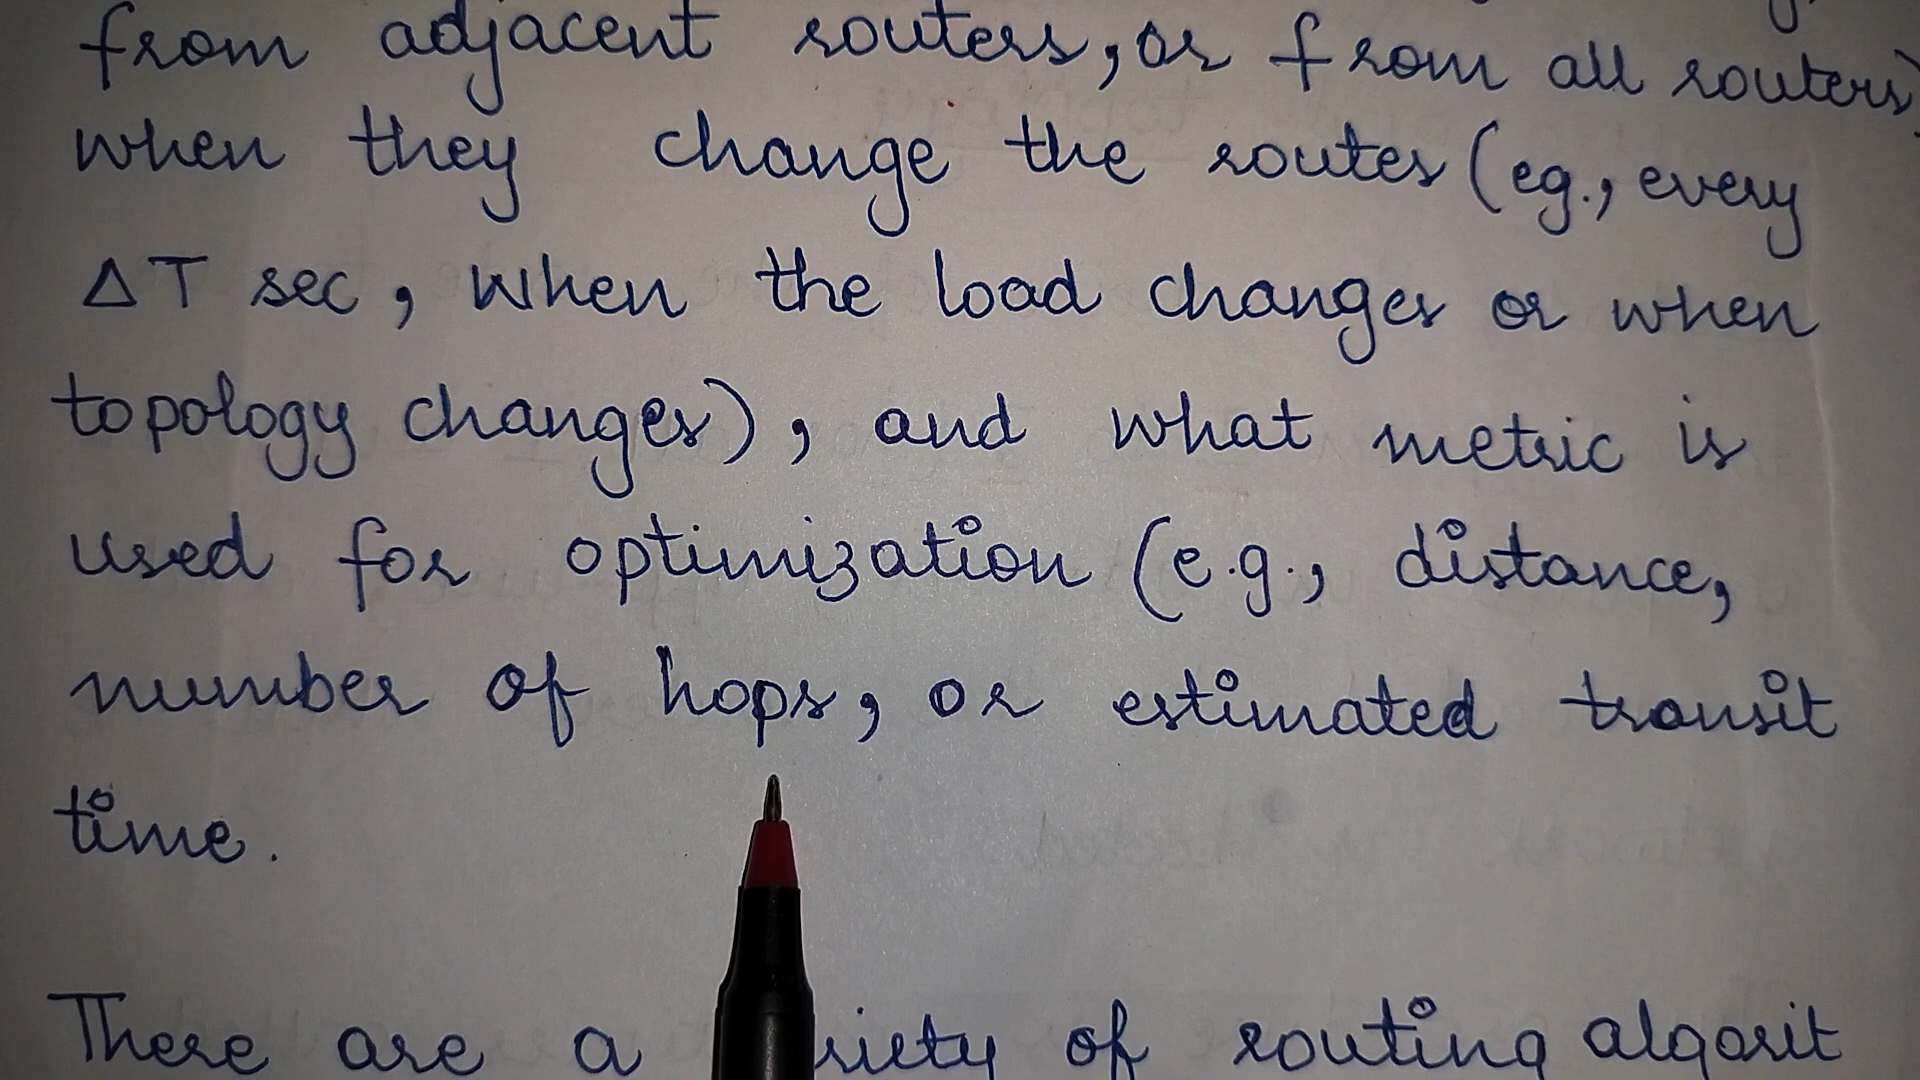 from adjacent routers, or from all routers)
when they change the routes (eg., every
ΔT sec, when the load changes or when
topology changes), and what metric is
used for optimization (e.g., distance,
number of hops, or estimated transit
time.
There are a riety of routing algorit